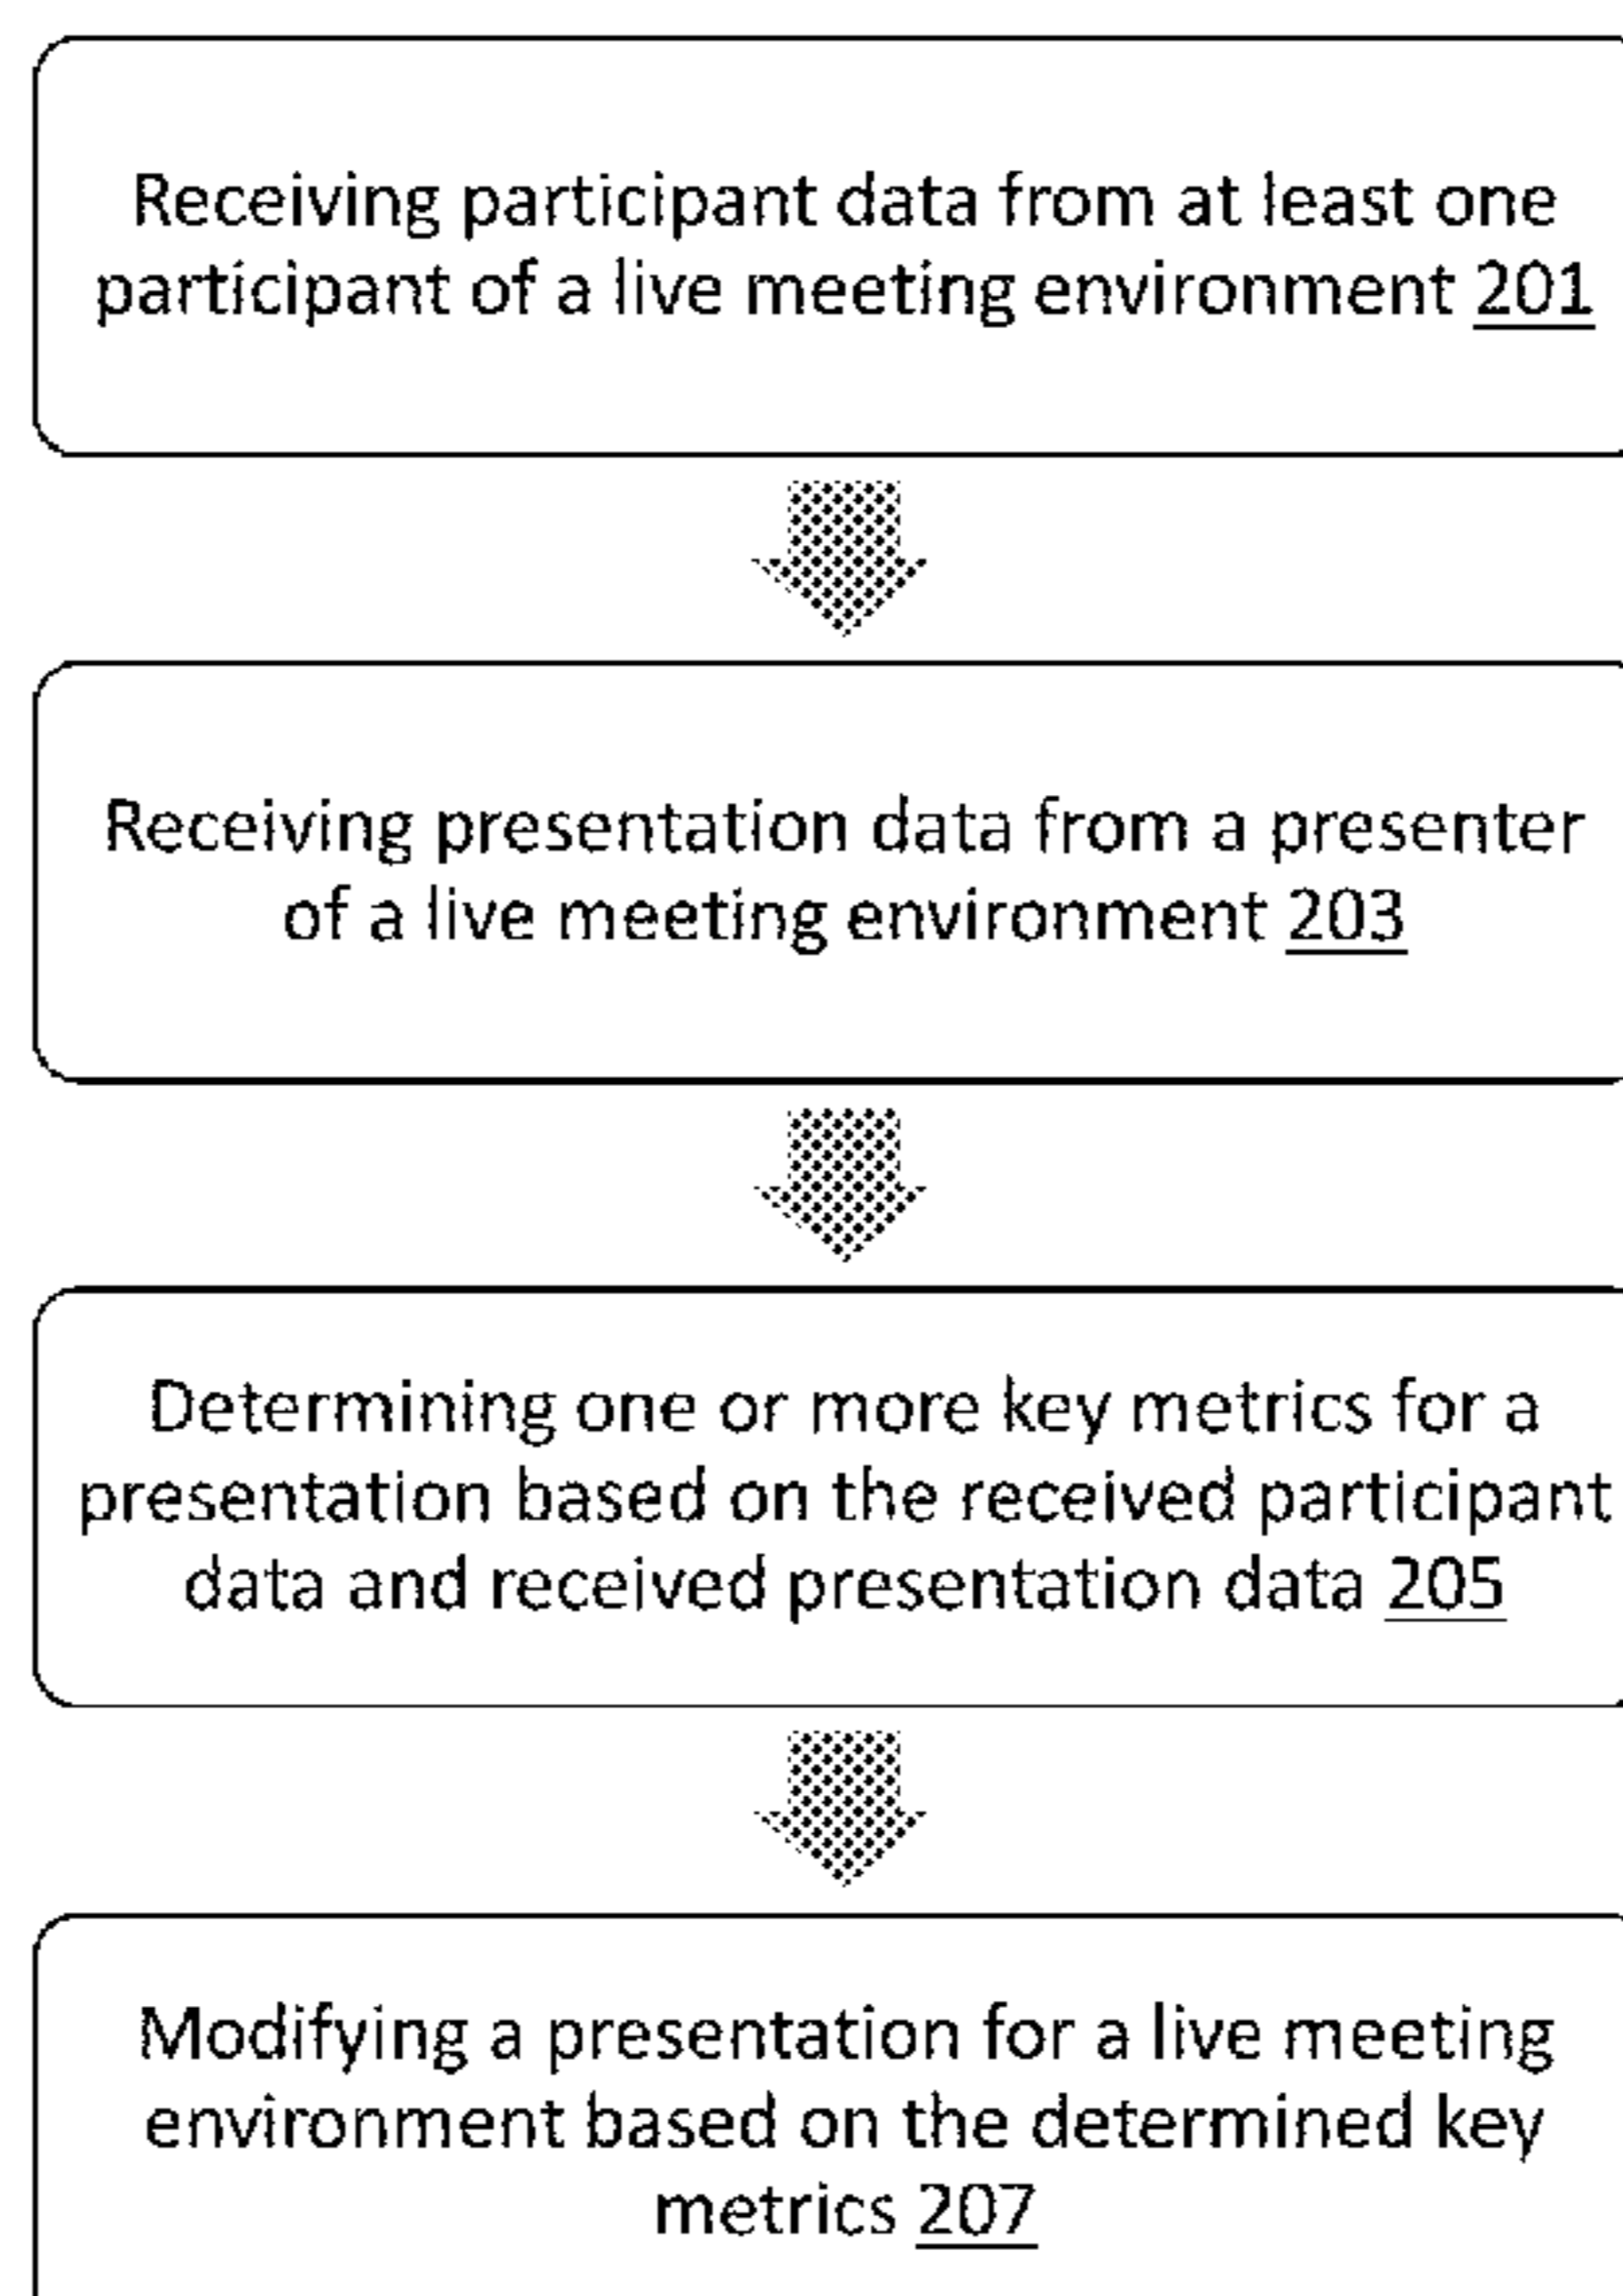 Receiving participant data from at least one
participant of a live meeting environment 201
Receiving presentation data from a presenter
of a live meeting environment 203
Determining one or more key metrics for a
presentation based on the received participant
data and received presentation data 205
Modifying a presentation for a live meeting
environment based on the determined key
metrics 207